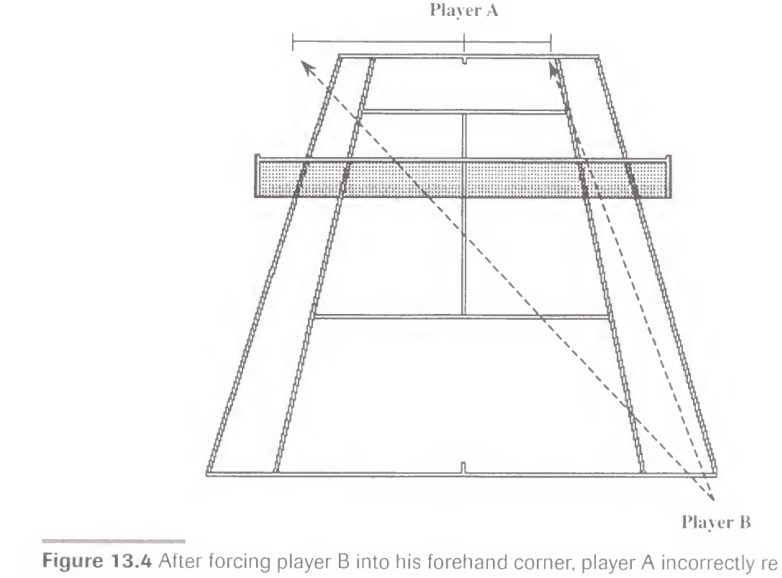 Player A
Player B
Figure 13.4 After forcing player B into his forehand corner, player A incorrectly re